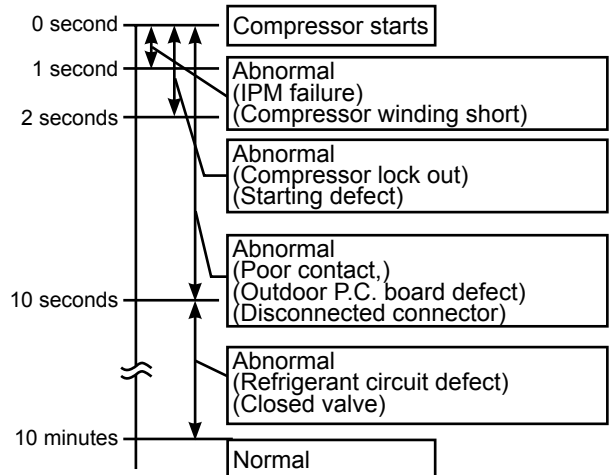 0 second
Compressor starts
1 second
Abnormal
(IPM failure)
(Compressor winding short)
2 seconds
Abnormal
(Compressor lock out)
(Starting defect)
Abnormal
(Poor contact,)
(Outdoor P.C. board defect)
(Disconnected connector)
10 seconds
Abnormal
(Refrigerant circuit defect)
(Closed valve)
10 minutes
Normal